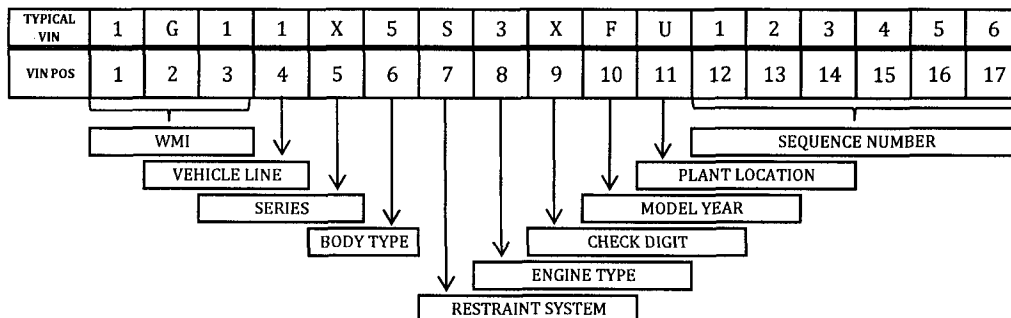 TYPICAL VIN 1 G 1 1 X 5 S 3 X F U 1 2 3 4 5 6
VIN POS 1 2 3 4 5 6 7 8 9 10 11 12 13 14 15 16 17
WMI SEQUENCE NUMBER
VEHICLE LINE PLANT LOCATION
SERIES MODEL YEAR
BODY TYPE CHECK DIGIT
ENGINE TYPE
RESTRAINT SYSTEM